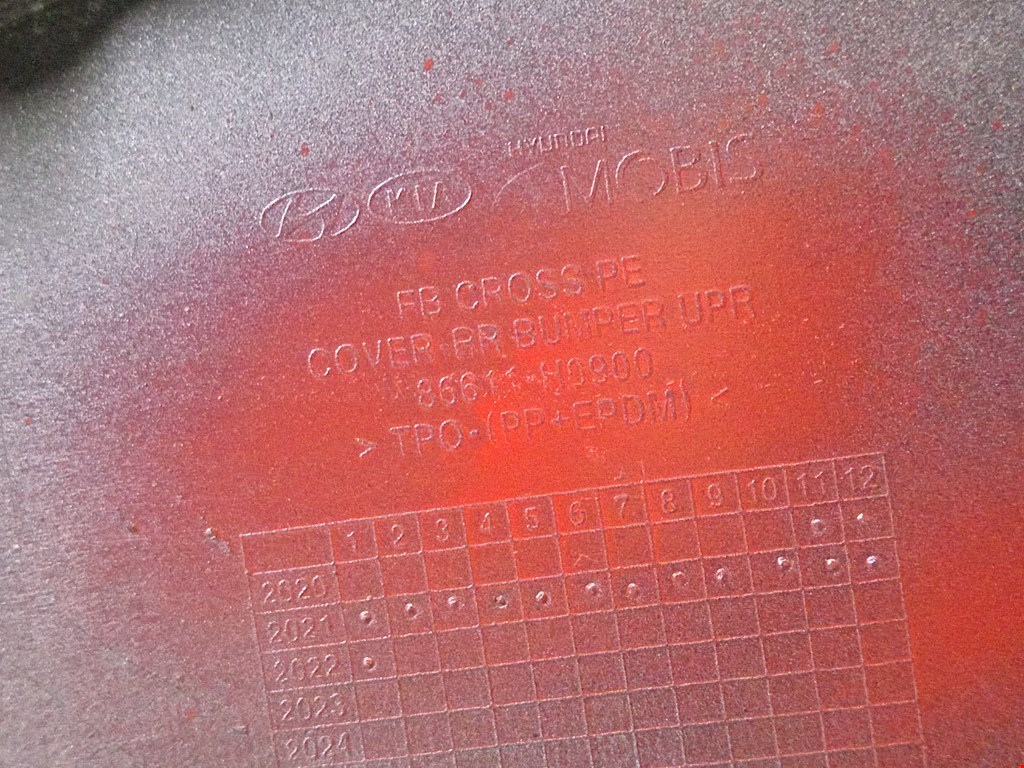 HYUNDAI
KIA MOBIS
FB CROSS PE
COVER-RR BUMPER UPR
86611-H0900
> TPO-(PP+EPDM) <
1 2 3 4 5 6 7 8 9 10 11 12
2020
2021
2022
2023
2024